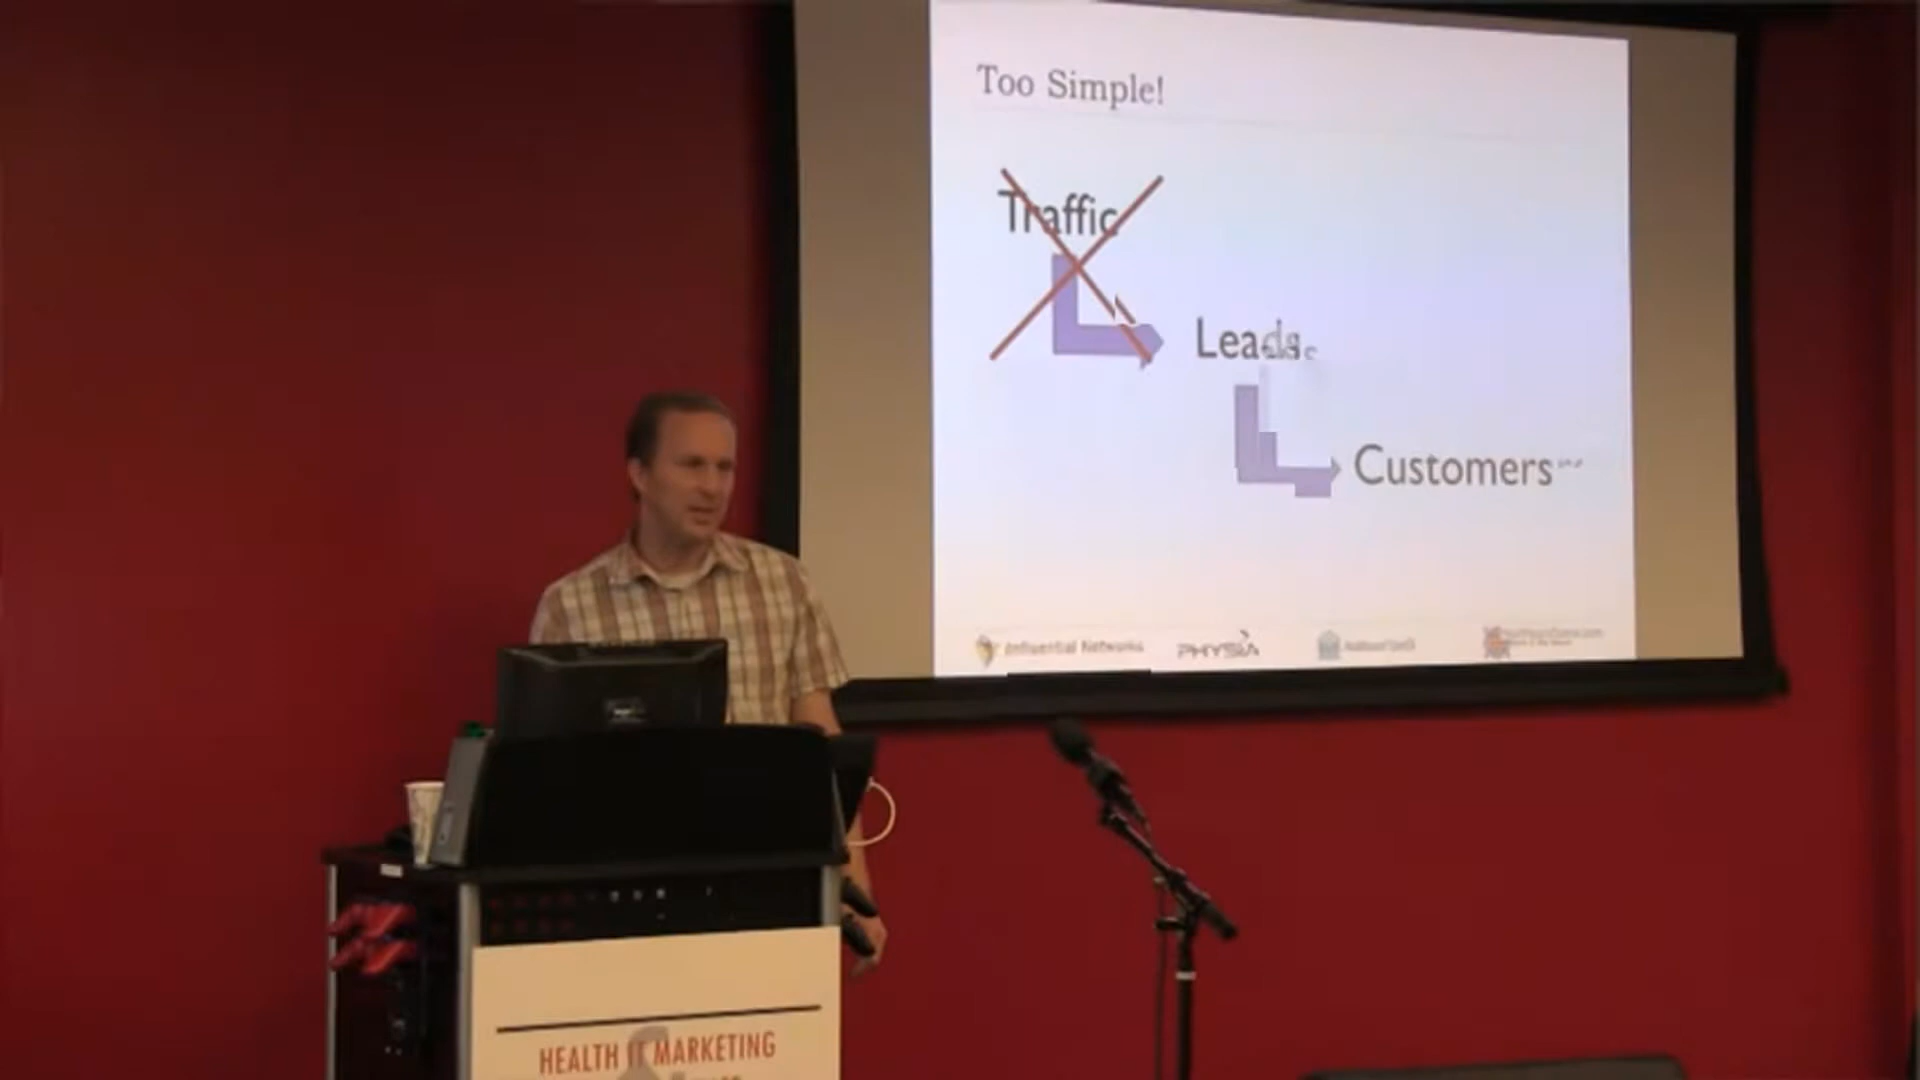 Too Simple!
Traffic
Leads
Customers
Influential Networks
PHYSIA
HEALTH IT MARKETING